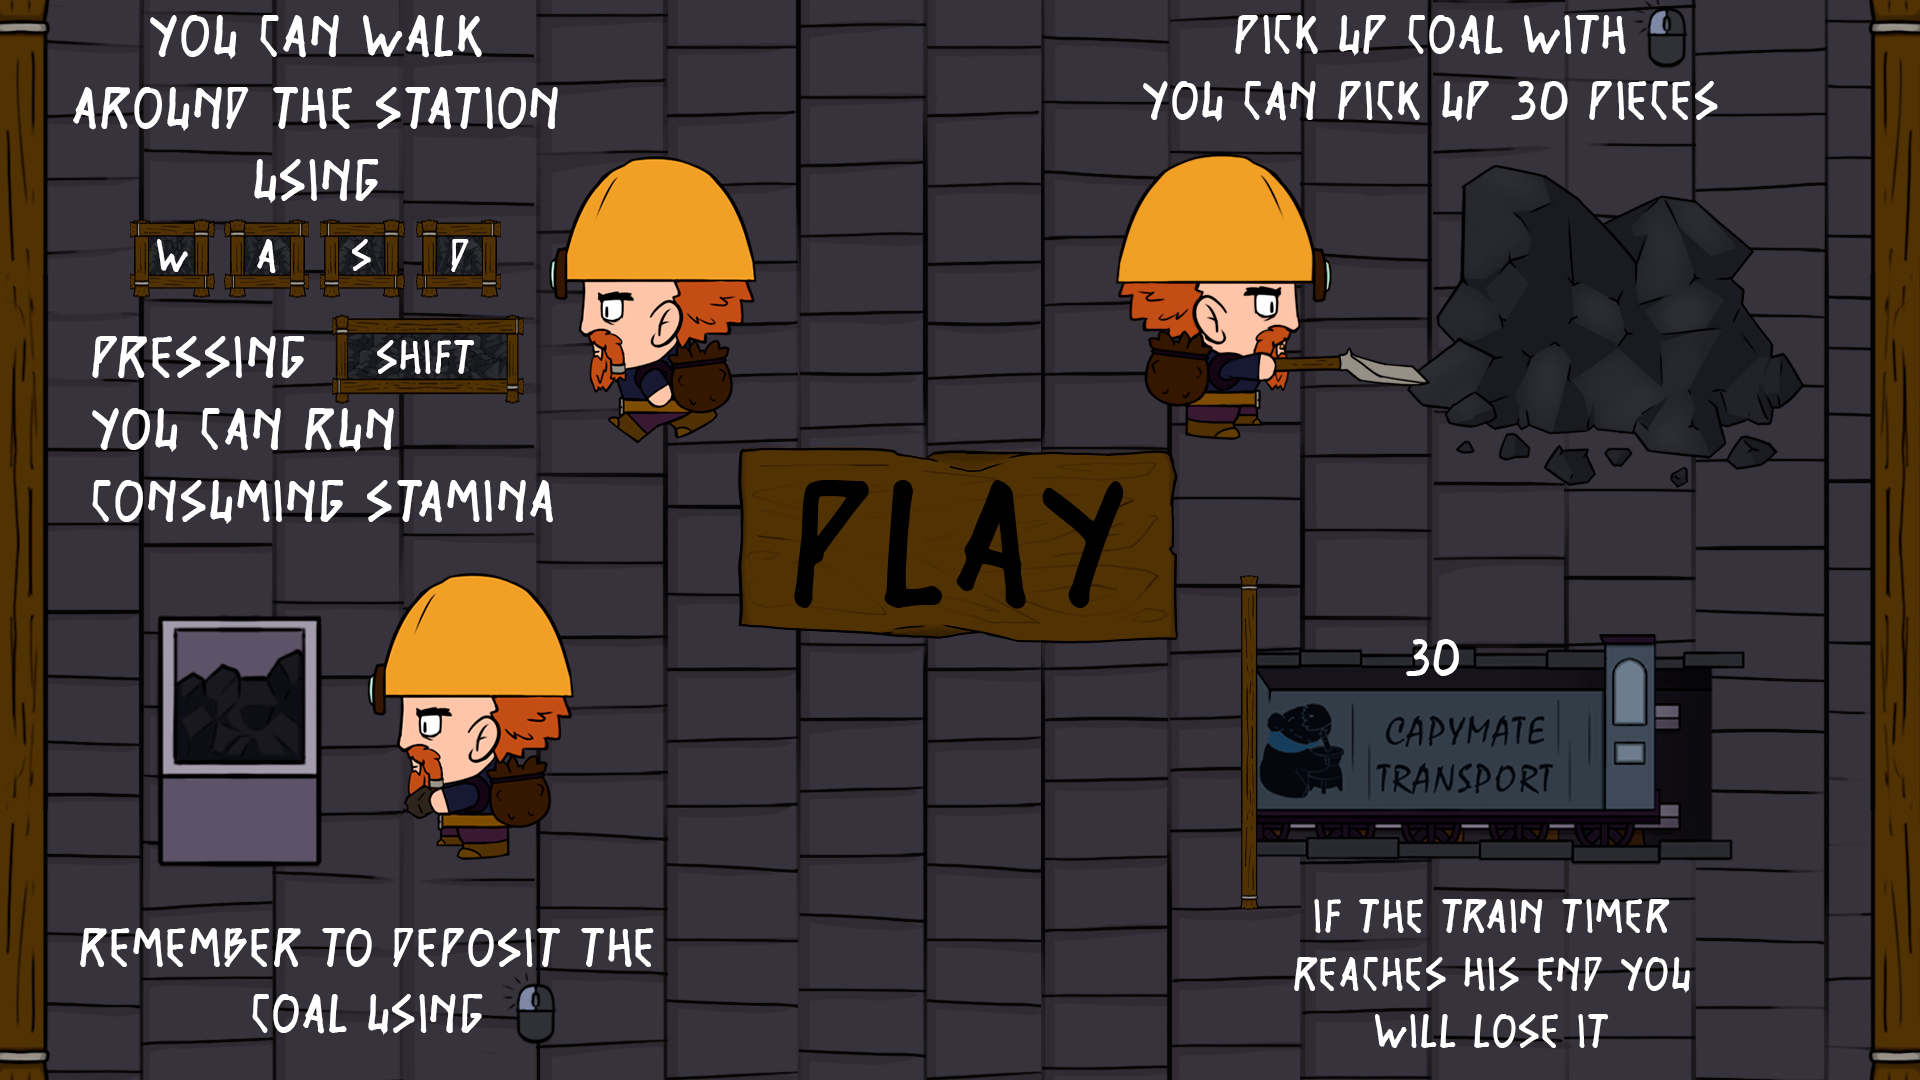 YOU CAN WALK
AROUND THE STATION
USING
W A S D
PRESSING SHIFT
YOU CAN RUN
CONSUMING STAMINA
PICK UP COAL WITH
YOU CAN PICK UP 30 PIECES
PLAY
REMEMBER TO DEPOSIT THE
COAL USING
30
CAPYMATE
TRANSPORT
IF THE TRAIN TIMER
REACHES HIS END YOU
WILL LOSE IT